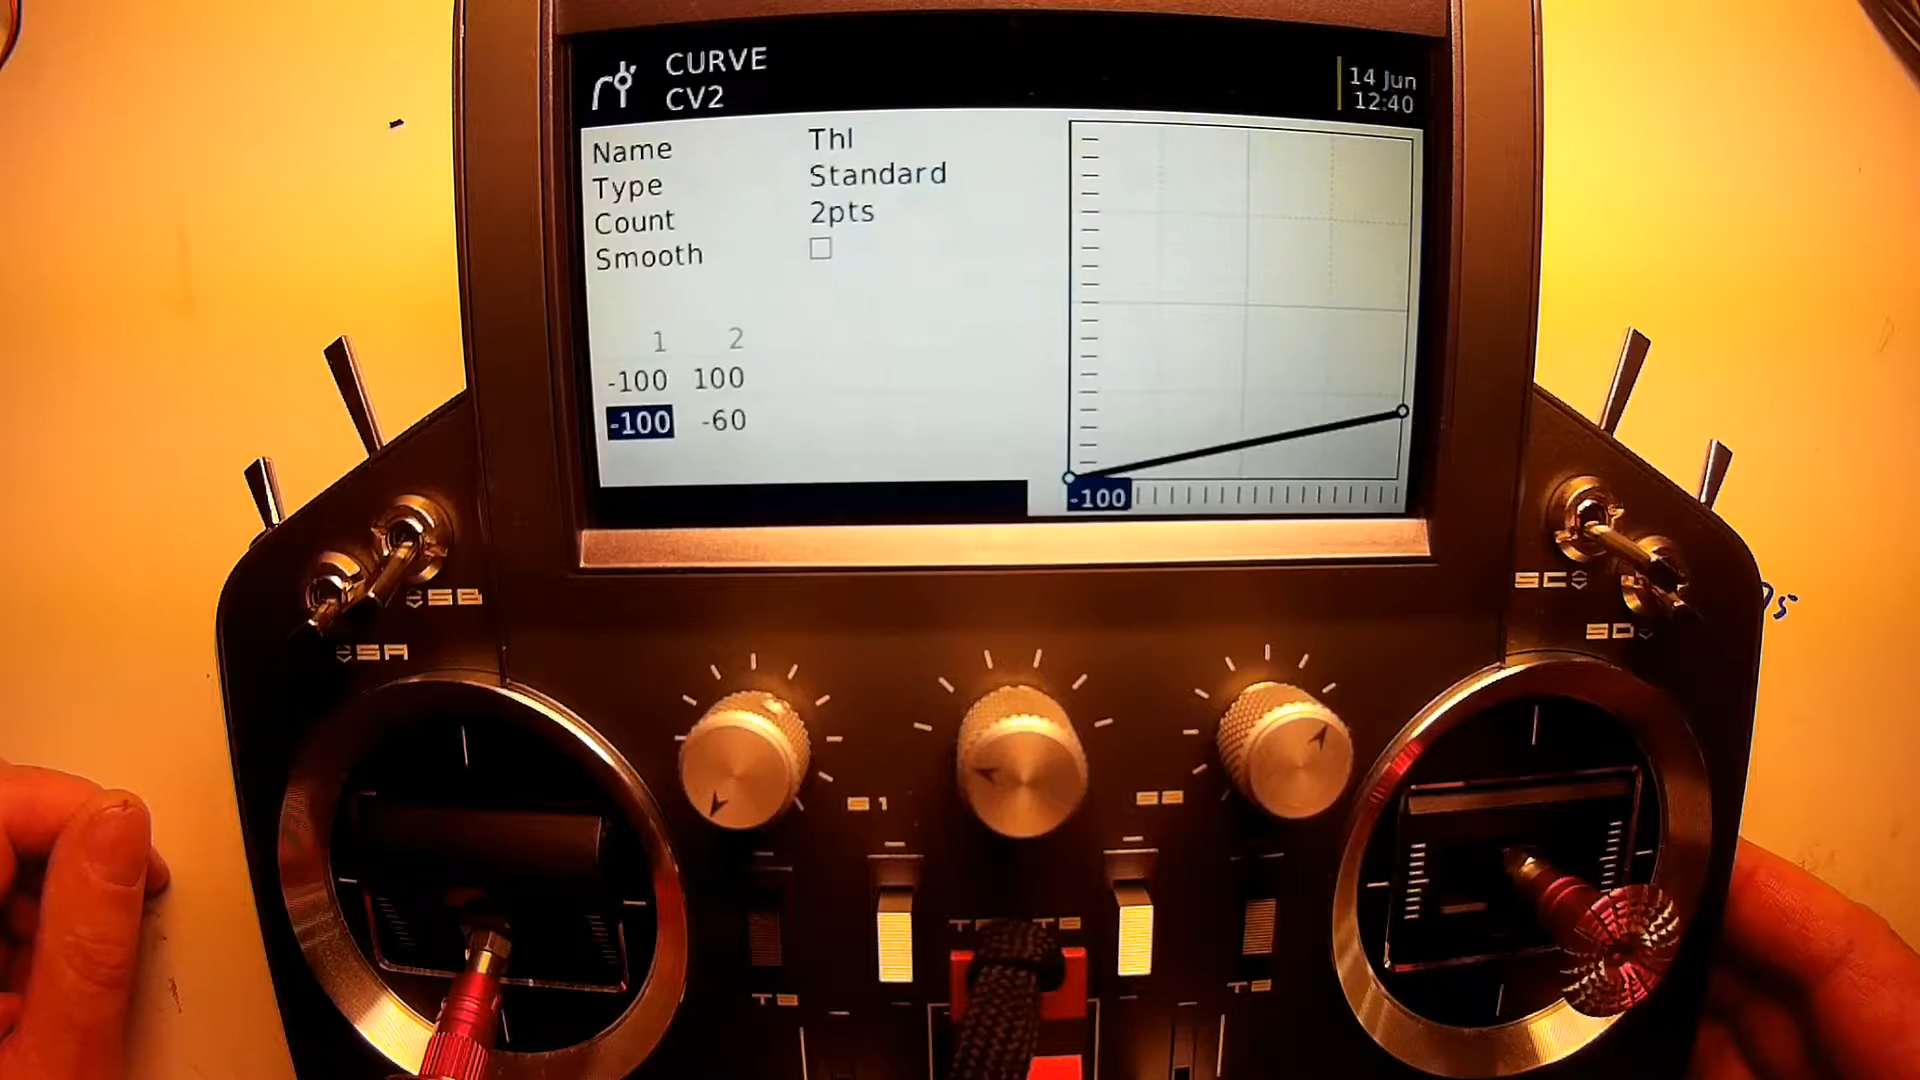 CURVE
CV2
14 Jun
12:40
Name Thl
Type Standard
Count 2pts
Smooth
1 2
-100 100
-100 -60
-100
SB
SA
SC
SD
S1
S2
T2